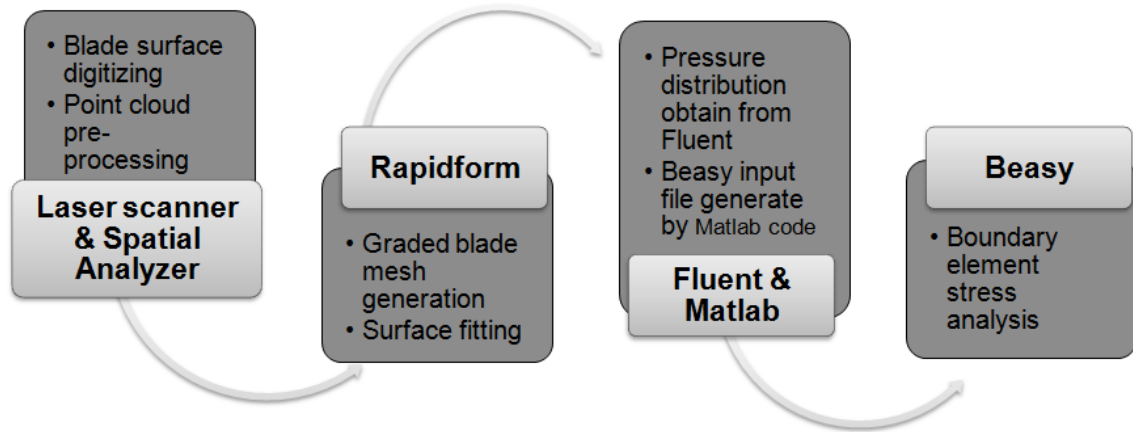 • Blade surface
digitizing
• Point cloud
pre-
processing
Laser scanner
& Spatial
Analyzer
Rapidform
• Graded blade
mesh
generation
• Surface fitting
• Pressure
distribution
obtain from
Fluent
• Beasy input
file generate
by Matlab code
Fluent &
Matlab
Beasy
• Boundary
element
stress
analysis